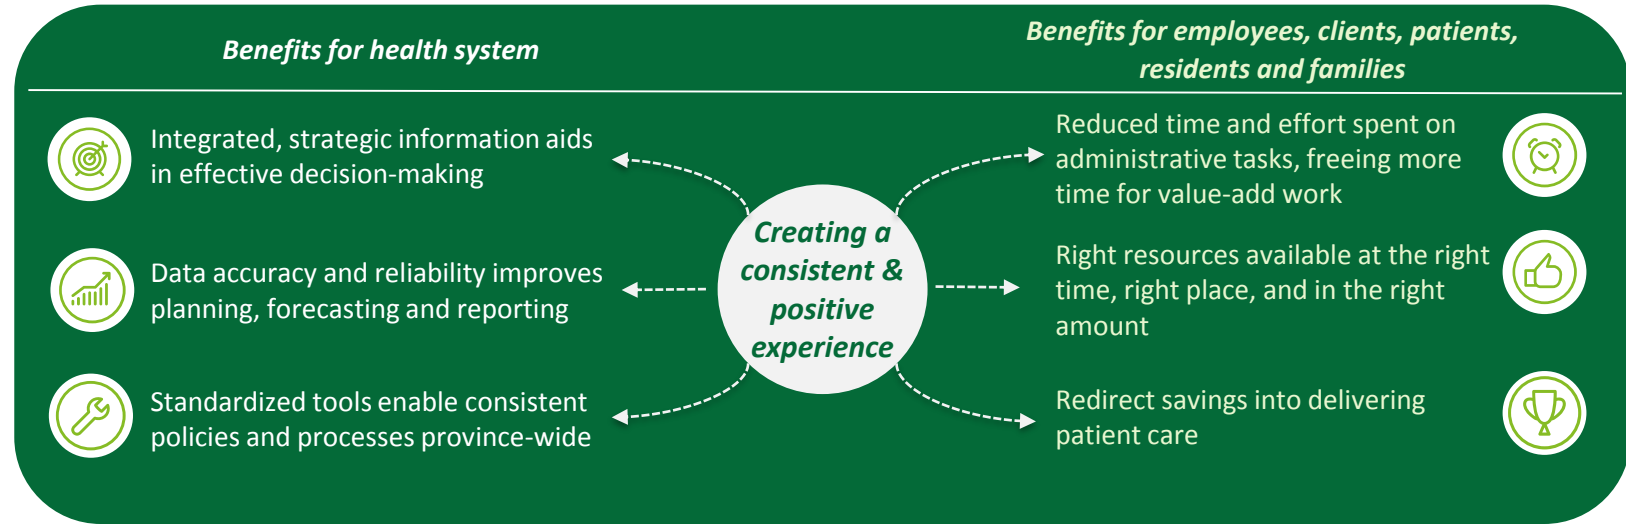 Benefits for health system
Integrated, strategic information aids
in effective decision-making
Data accuracy and reliability improves
planning, forecasting and reporting
Standardized tools enable consistent
policies and processes province-wide
Creating a
consistent &
positive
experience
Benefits for employees, clients, patients,
residents and families
Reduced time and effort spent on
administrative tasks, freeing more
time for value-add work
Right resources available at the right
time, right place, and in the right
amount
Redirect savings into delivering
patient care